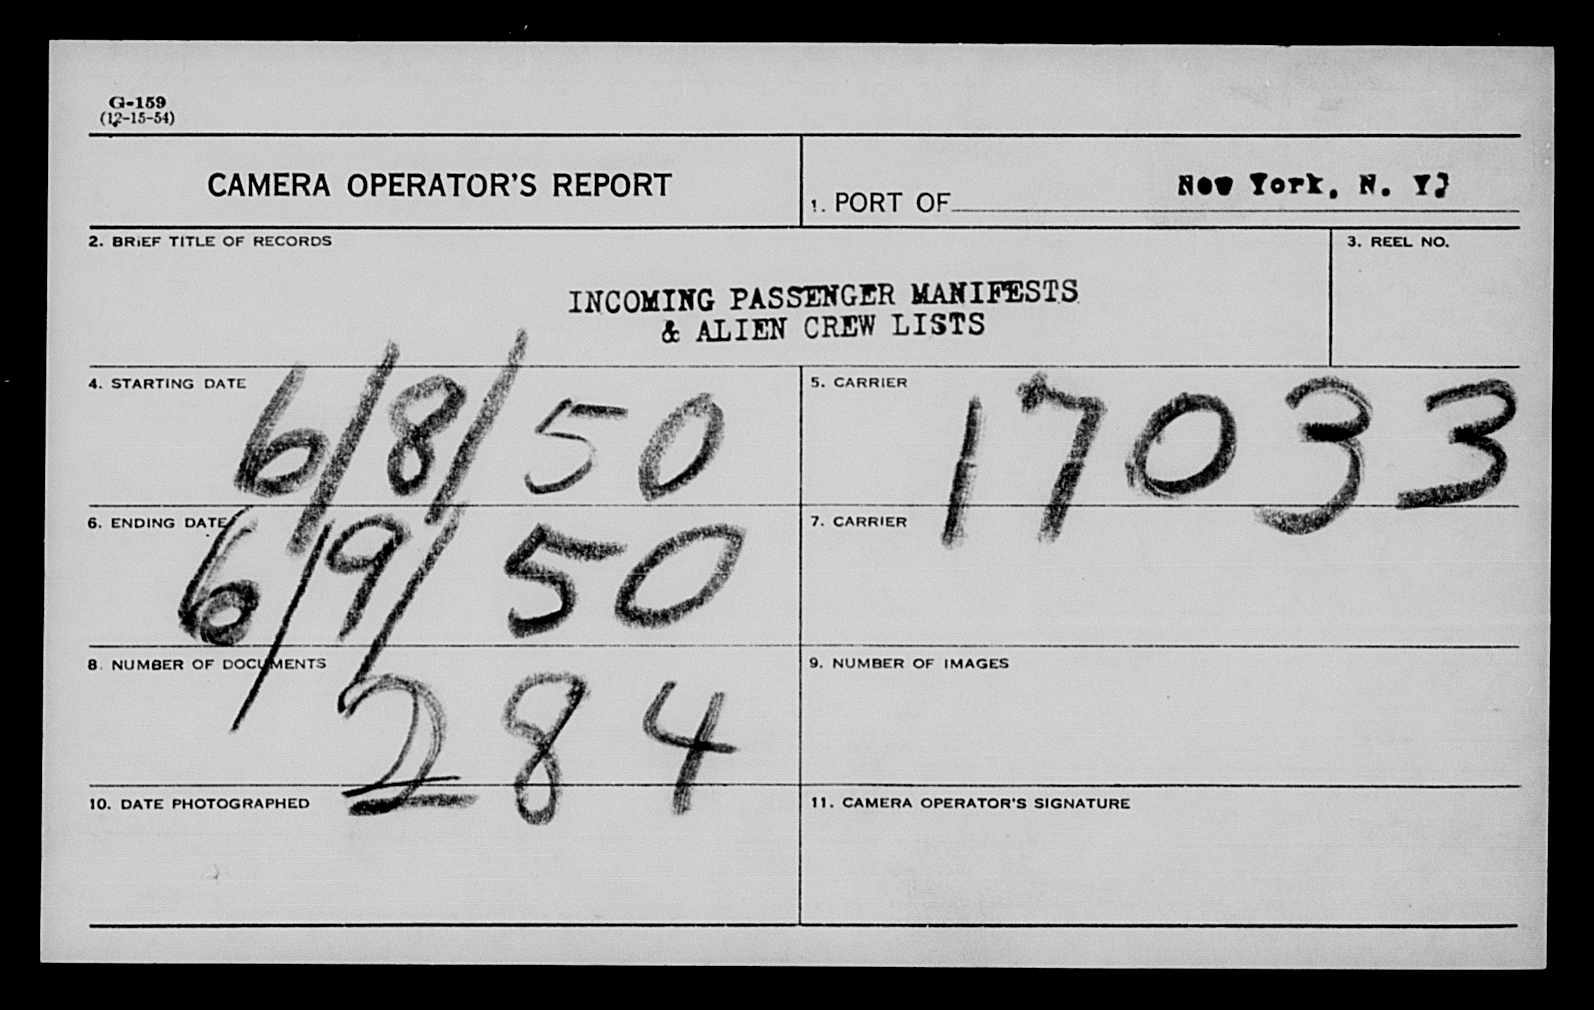 G-159
(12-15-54)
CAMERA OPERATOR'S REPORT
1. PORT OF New York, N. Y.
2. BRIEF TITLE OF RECORDS
3. REEL NO.
INCOMING PASSENGER MANIFESTS
& ALIEN CREW LISTS
4. STARTING DATE
6/8/50
5. CARRIER
17033
6. ENDING DATE
6/9/50
7. CARRIER
8. NUMBER OF DOCUMENTS
284
9. NUMBER OF IMAGES
10. DATE PHOTOGRAPHED
11. CAMERA OPERATOR'S SIGNATURE